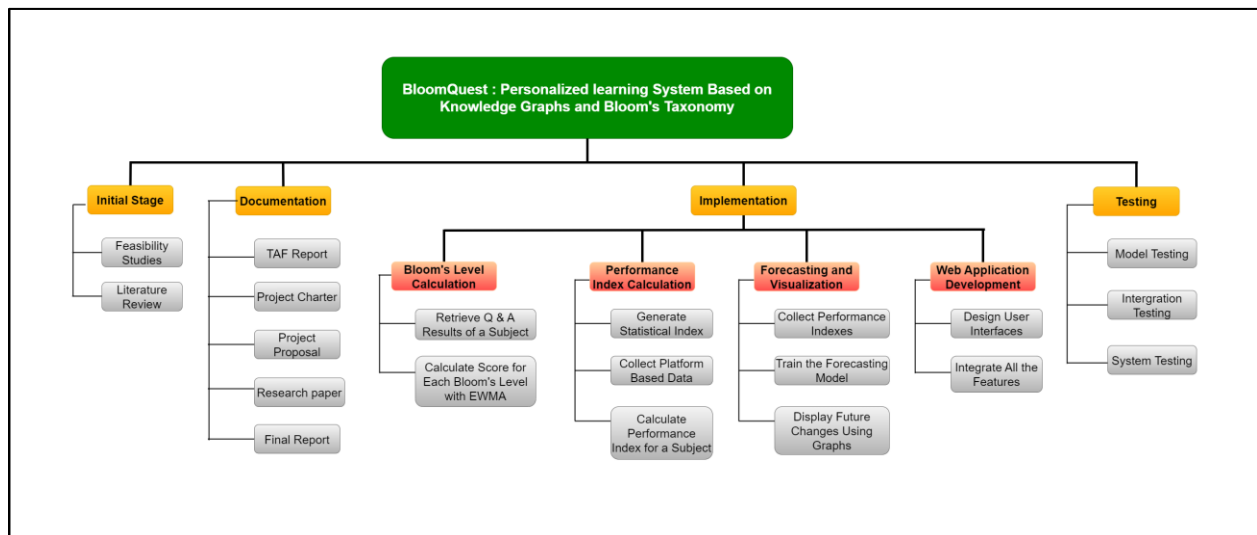 BloomQuest : Personalized learning System Based on
Knowledge Graphs and Bloom's Taxonomy
Initial Stage
Feasibility
Studies
Literature
Review
Documentation
TAF Report
Project Charter
Project
Proposal
Research paper
Final Report
Implementation
Bloom's Level
Calculation
Retrieve Q & A
Results of a Subject
Calculate Score for
Each Bloom's Level
with EWMA
Performance
Index Calculation
Generate
Statistical Index
Collect Platform
Based Data
Calculate
Performance
Index for a Subject
Forecasting and
Visualization
Collect Performance
Indexes
Train the Forecasting
Model
Display Future
Changes Using
Graphs
Web Application
Development
Design User
Interfaces
Integrate All the
Features
Testing
Model Testing
Intergration
Testing
System Testing